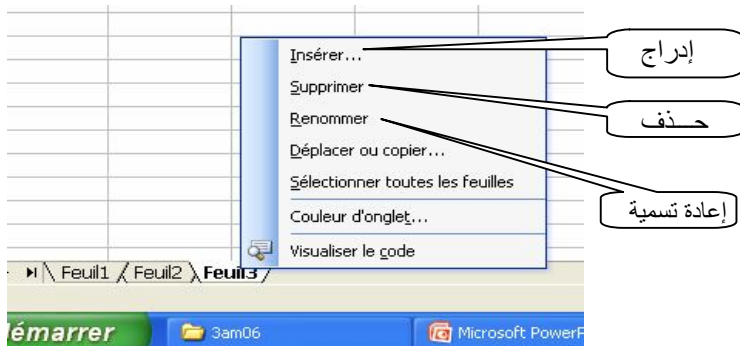 Insérer...
إدراج
Supprimer
حـــذف
Renommer
إعادة تسمية
Déplacer ou copier...
Sélectionner toutes les feuilles
Couleur d'onglet...
Visualiser le code
Feuil1 / Feuil2 \ Feuil3 /
émarrer 3am06 Microsoft PowerP